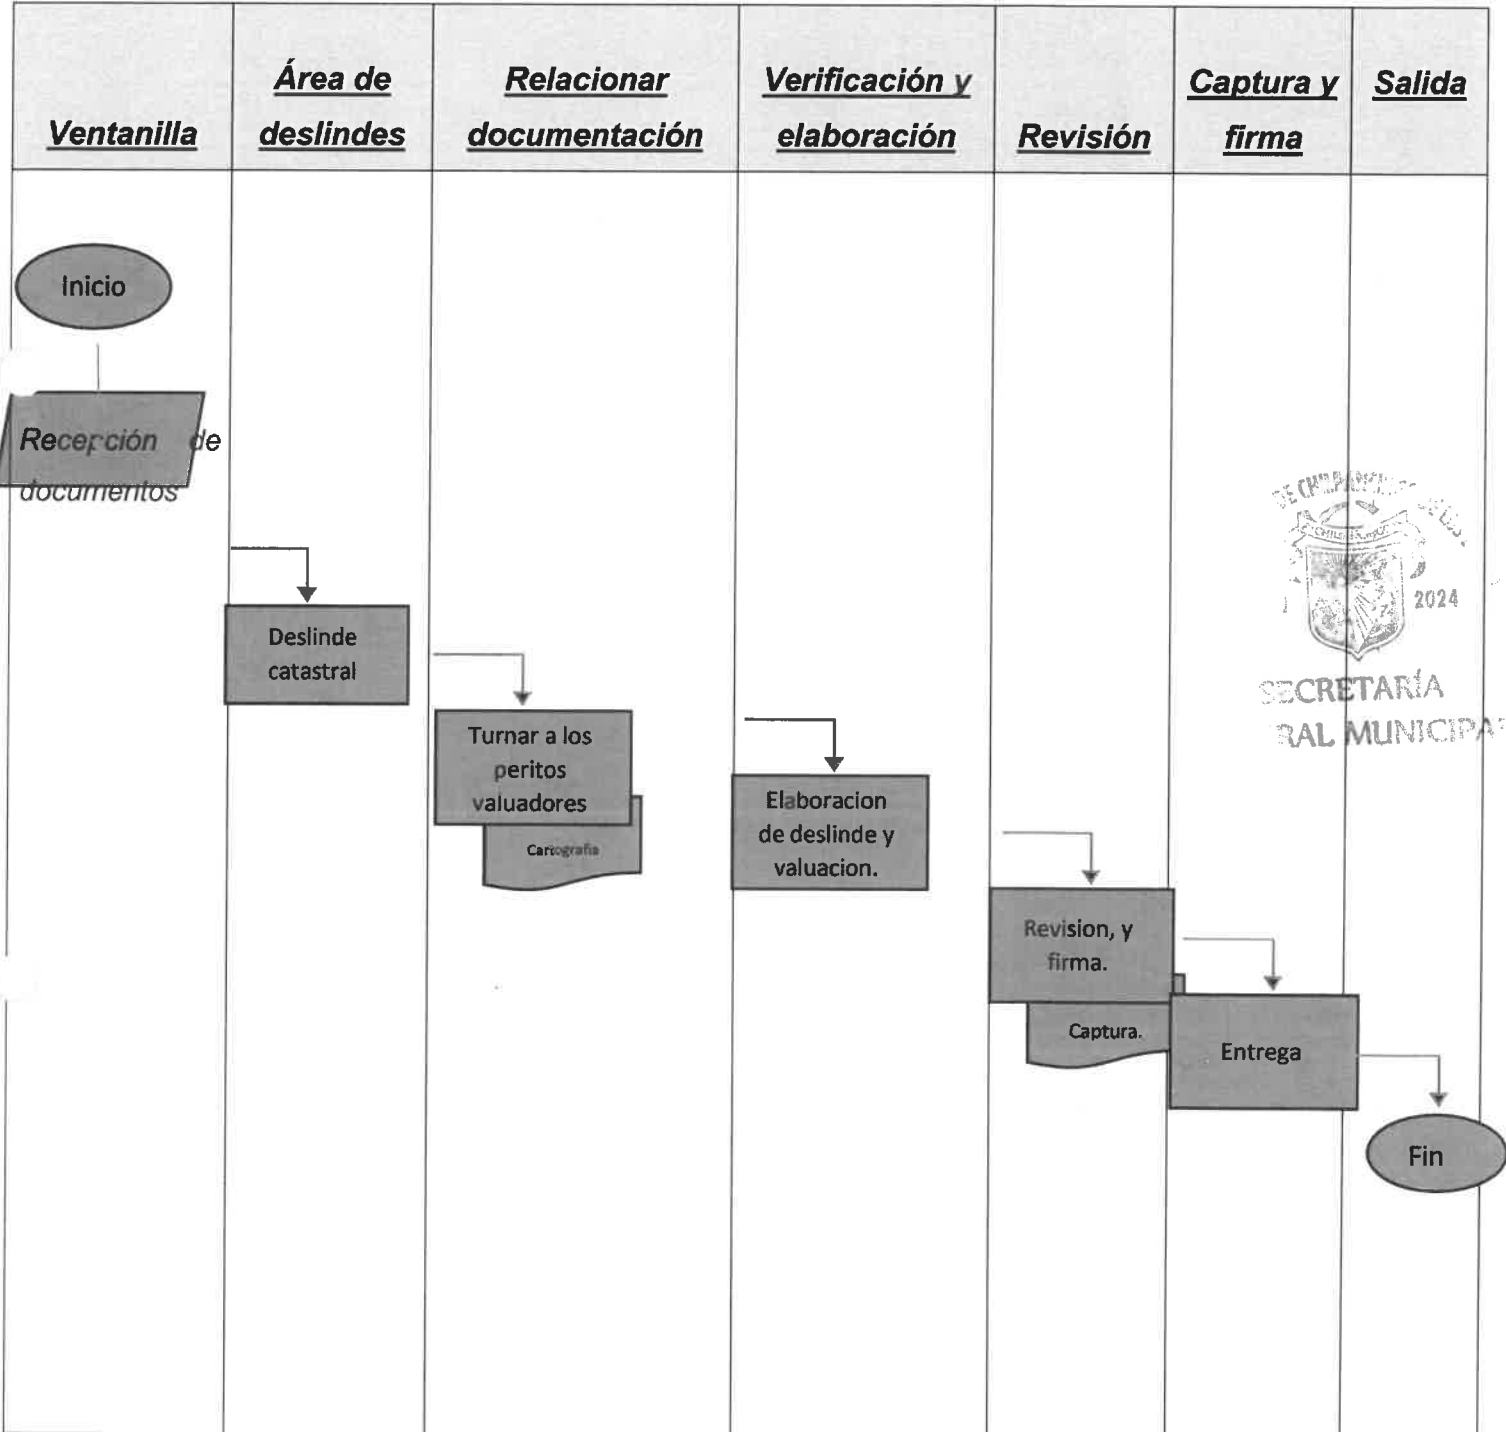 Ventanilla
Área de
deslindes
Relacionar
documentación
Verificación y
elaboración
Revisión
Captura y
firma
Salida
Inicio
Recepción de
documentos
Deslinde
catastral
Turnar a los
peritos
valuadores
Cartografia
Elaboracion
de deslinde y
valuacion.
Revision, y
firma.
Captura.
Entrega
Fin
2024
SECRETARÍA
RAL MUNICIPA